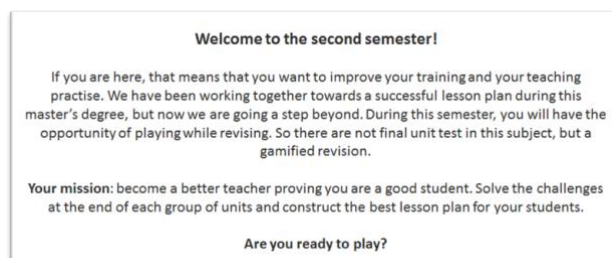 Welcome to the second semester!
If you are here, that means that you want to improve your training and your teaching
practise. We have been working together towards a successful lesson plan during this
master's degree, but now we are going a step beyond. During this semester, you will have the
opportunity of playing while revising. So there are not final unit test in this subject, but a
gamified revision.
Your mission: become a better teacher proving you are a good student. Solve the challenges
at the end of each group of units and construct the best lesson plan for your students.
Are you ready to play?